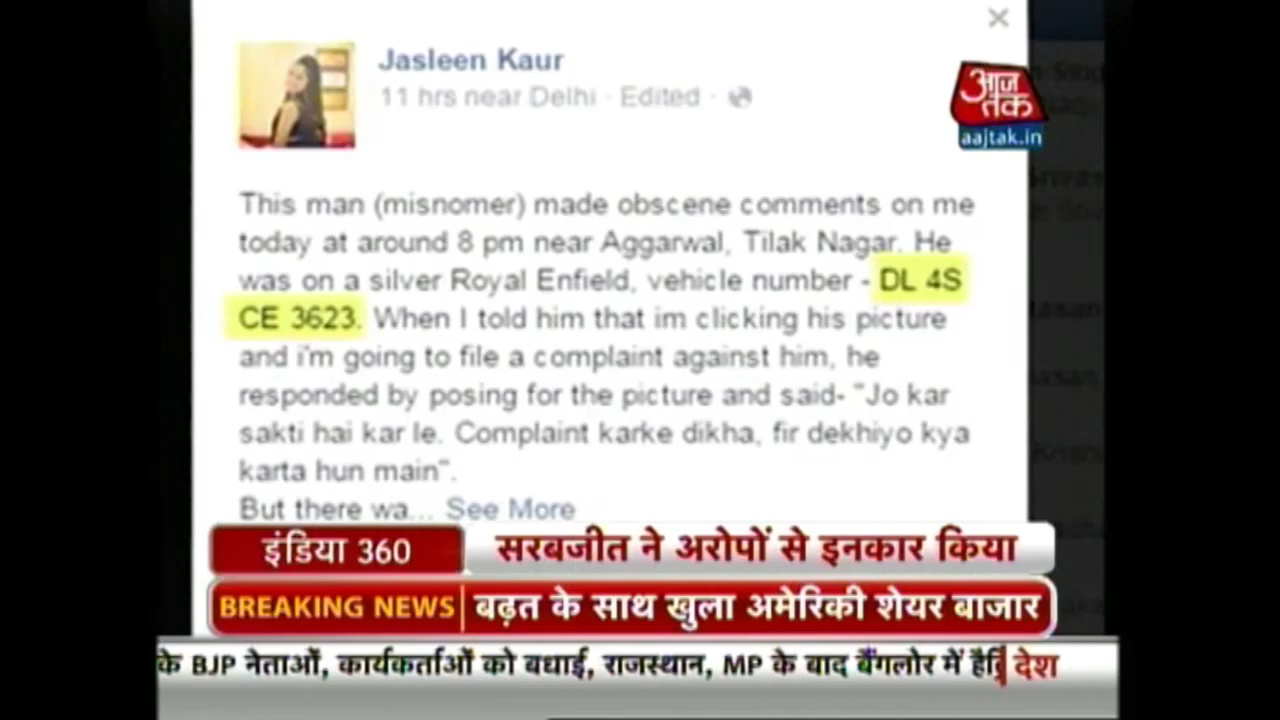 Jasleen Kaur
11 hrs near Delhi · Edited ·
आज
तक
aajtak.in
This man (misnomer) made obscene comments on me
today at around 8 pm near Aggarwal, Tilak Nagar. He
was on a silver Royal Enfield, vehicle number - DL 4S
CE 3623. When I told him that im clicking his picture
and i'm going to file a complaint against him, he
responded by posing for the picture and said- "Jo kar
sakti hai kar le. Complaint karke dikha, fir dekhiyo kya
karta hun main".
But there wa... See More
इंडिया 360
सरबजीत ने अरोपों से इनकार किया
BREAKING NEWS
बढ़त के साथ खुला अमेरिकी शेयर बाजार
के BJP नेताओं, कार्यकर्ताओं को बधाई, राजस्थान, MP के बाद बैंगलोर में देश